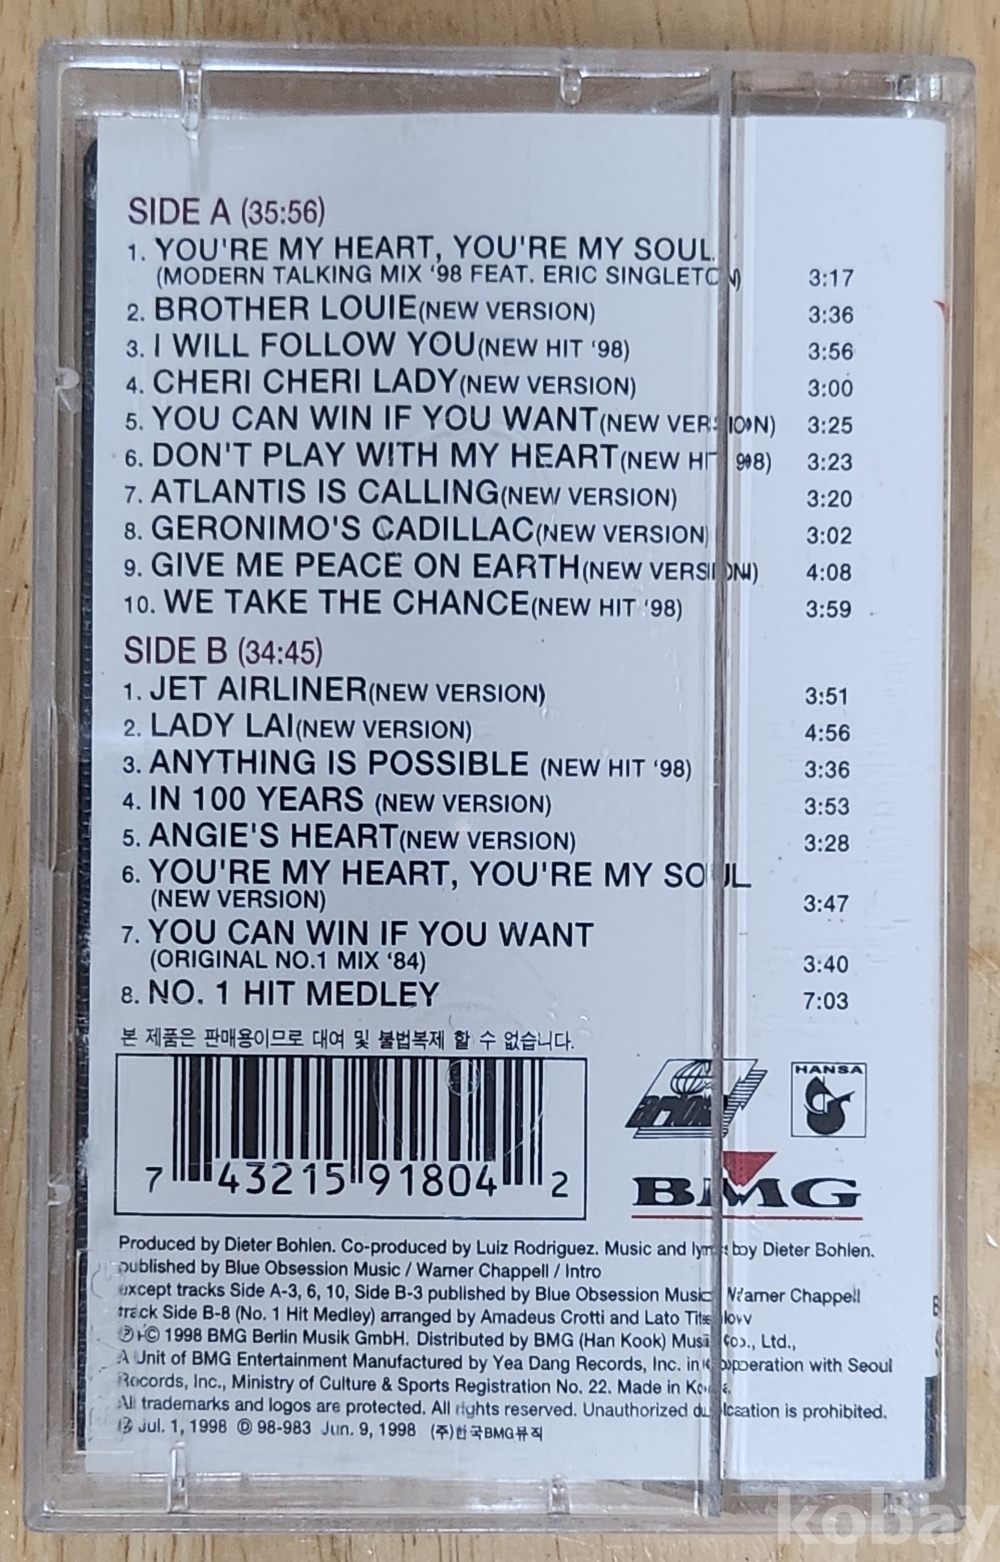 SIDE A (35:56)
1. YOU'RE MY HEART, YOU'RE MY SOUL
(MODERN TALKING MIX '98 FEAT. ERIC SINGLETON) 3:17
2. BROTHER LOUIE(NEW VERSION) 3:36
3. I WILL FOLLOW YOU(NEW HIT '98) 3:56
4. CHERI CHERI LADY(NEW VERSION) 3:00
5. YOU CAN WIN IF YOU WANT(NEW VERSION) 3:25
6. DON'T PLAY WITH MY HEART(NEW HIT '98) 3:23
7. ATLANTIS IS CALLING(NEW VERSION) 3:20
8. GERONIMO'S CADILLAC(NEW VERSION) 3:02
9. GIVE ME PEACE ON EARTH(NEW VERSION) 4:08
10. WE TAKE THE CHANCE(NEW HIT '98) 3:59
SIDE B (34:45)
1. JET AIRLINER(NEW VERSION) 3:51
2. LADY LAI(NEW VERSION) 4:56
3. ANYTHING IS POSSIBLE (NEW HIT '98) 3:36
4. IN 100 YEARS (NEW VERSION) 3:53
5. ANGIE'S HEART(NEW VERSION) 3:28
6. YOU'RE MY HEART, YOU'RE MY SOUL
(NEW VERSION) 3:47
7. YOU CAN WIN IF YOU WANT
(ORIGINAL NO.1 MIX '84) 3:40
8. NO. 1 HIT MEDLEY 7:03
본 제품은 판매용이므로 대여 및 불법복제 할 수 없습니다.
7 43215 91804 2
ariola
HANSA
BMG
Produced by Dieter Bohlen. Co-produced by Luiz Rodriguez. Music and lyrics by Dieter Bohlen.
published by Blue Obsession Music / Warner Chappell / Intro
except tracks Side A-3, 6, 10, Side B-3 published by Blue Obsession Music Warner Chappell
track Side B-8 (No. 1 Hit Medley) arranged by Amadeus Crotti and Lato
Ⓟ+© 1998 BMG Berlin Musik GmbH. Distributed by BMG (Han Kook) Music Co., Ltd.,
A Unit of BMG Entertainment Manufactured by Yea Dang Records, Inc. in cooperation with Seoul
Records, Inc., Ministry of Culture & Sports Registration No. 22. Made in Korea.
All trademarks and logos are protected. All rights reserved. Unauthorized duplication is prohibited.
Ⓟ Jul. 1, 1998 © 98-983 Jun. 9, 1998 (주)한국BMG뮤직
kobay